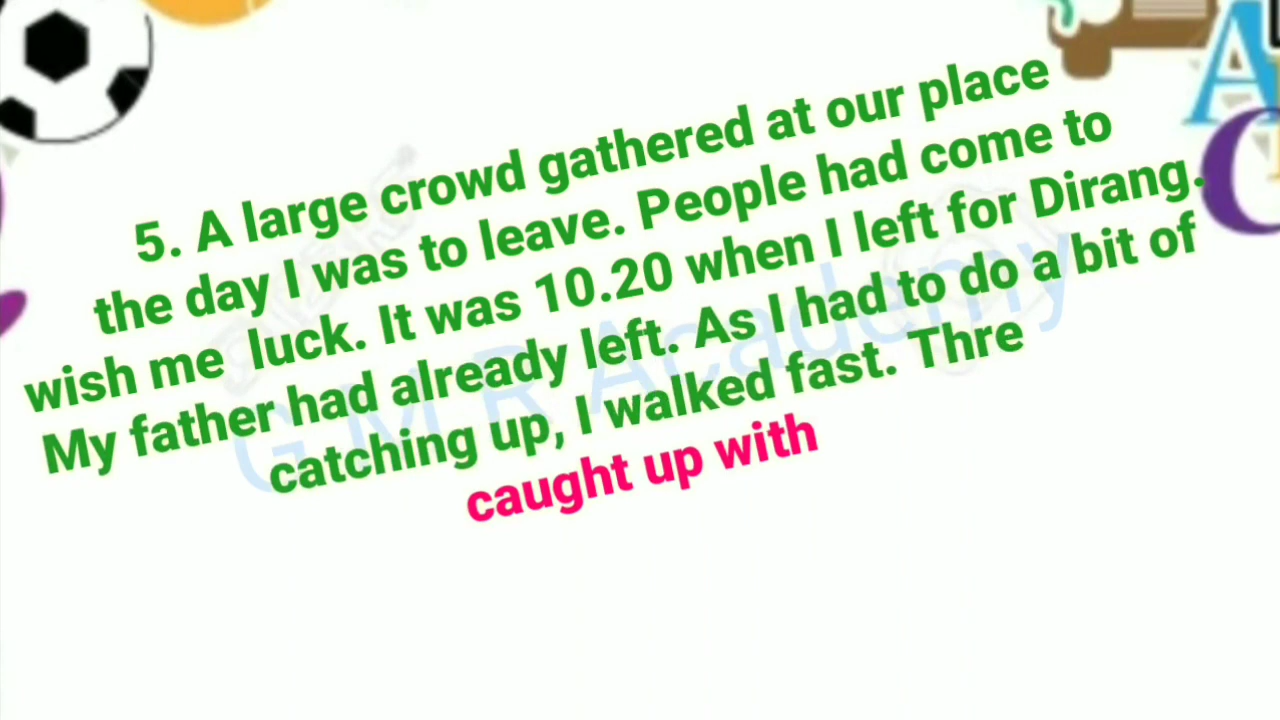 5. A large crowd gathered at our place
the day I was to leave. People had come to
wish me luck. It was 10.20 when I left for Dirang.
My father had already left. As I had to do a bit of
catching up, I walked fast. Thre
caught up with
G M R Academy
A
C